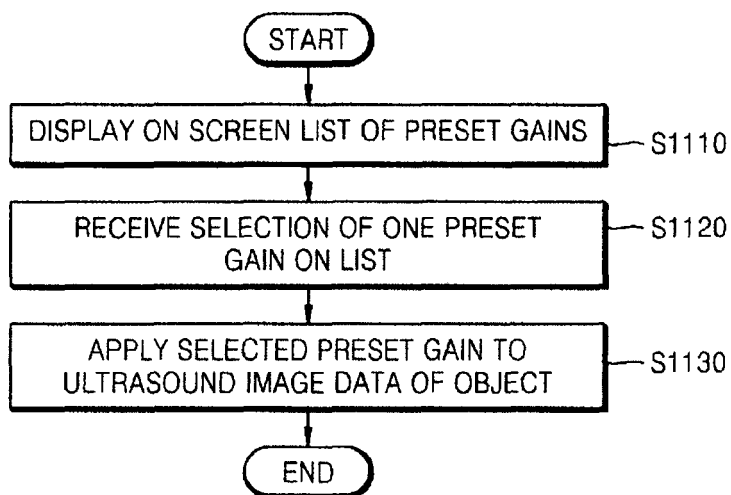 START
DISPLAY ON SCREEN LIST OF PRESET GAINS
S1110
RECEIVE SELECTION OF ONE PRESET
GAIN ON LIST
S1120
APPLY SELECTED PRESET GAIN TO
ULTRASOUND IMAGE DATA OF OBJECT
S1130
END